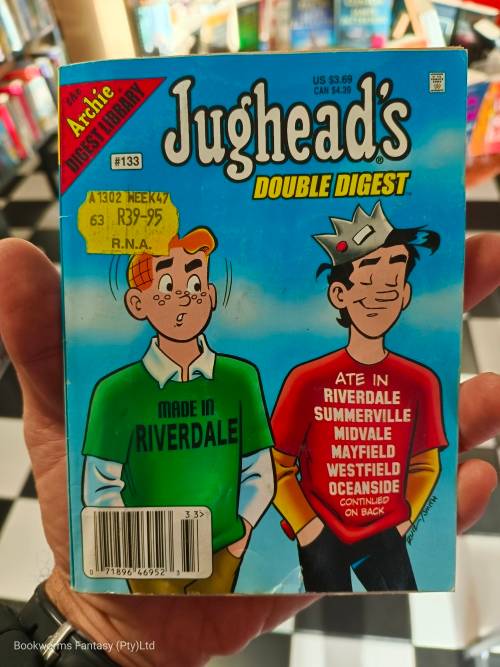 the
Archie
DIGEST LIBRARY
US $3.69
CAN $4.39
Jughead's
®
#133
DOUBLE DIGEST
TM
A1302 WEEK47
63 R39-95
R.N.A.
MADE IN
RIVERDALE
ATE IN
RIVERDALE
SUMMERVILLE
MIDVALE
MAYFIELD
WESTFIELD
OCEANSIDE
CONTINUED
ON BACK
33>
0 71896 46952 3
Bookworms Fantasy (Pty)Ltd